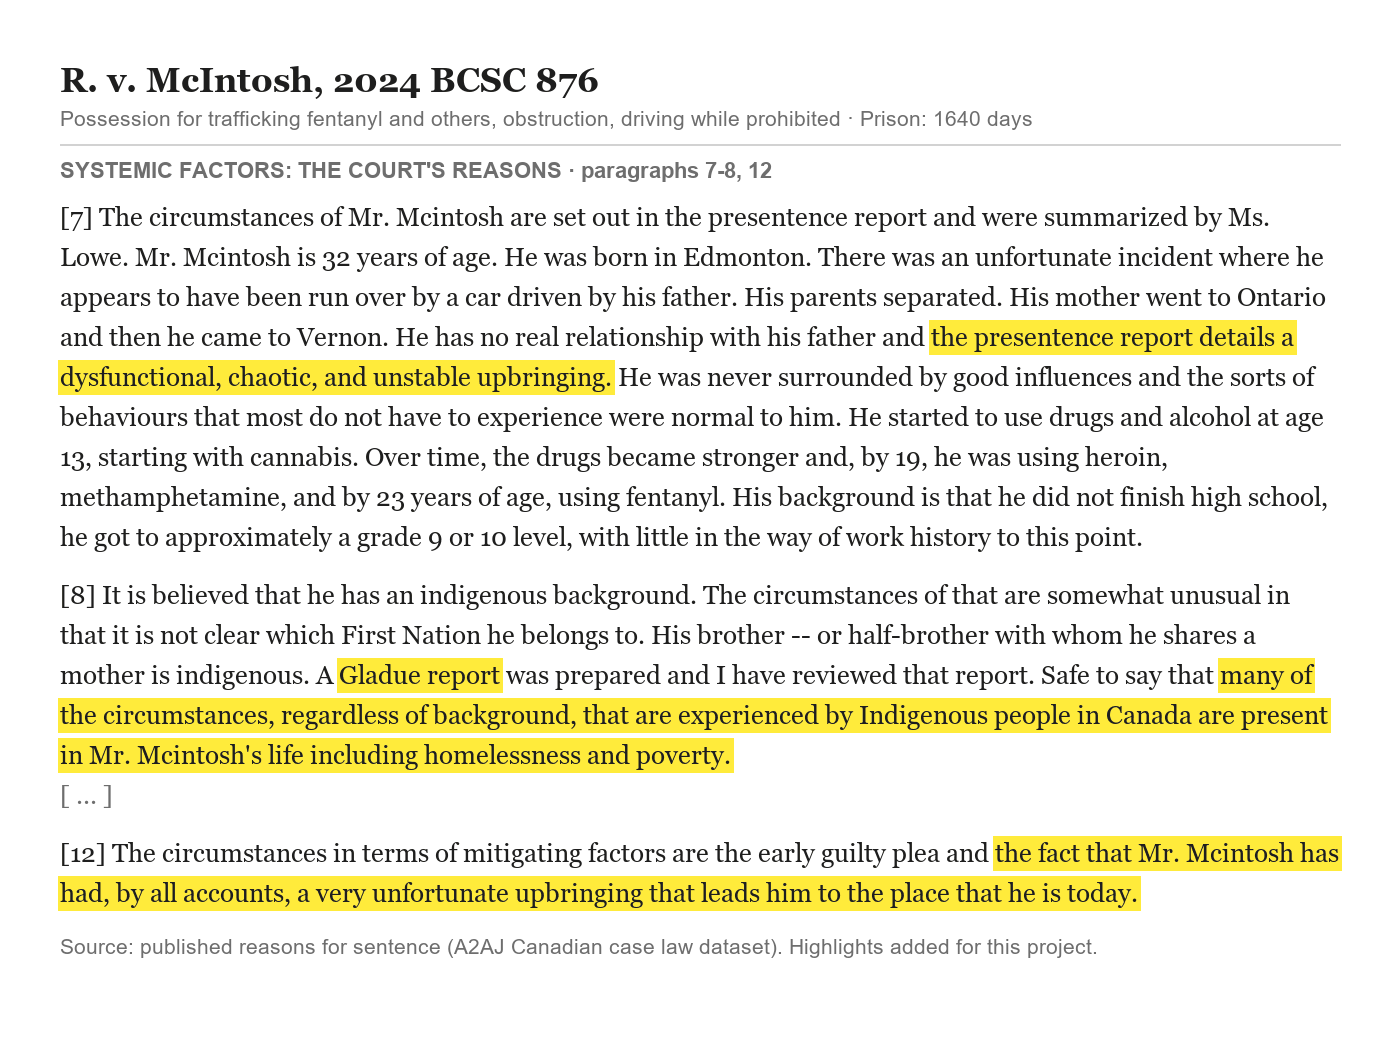 R. v. McIntosh, 2024 BCSC 876
Possession for trafficking fentanyl and others, obstruction, driving while prohibited · Prison: 1640 days
SYSTEMIC FACTORS: THE COURT'S REASONS · paragraphs 7-8, 12
[7] The circumstances of Mr. Mcintosh are set out in the presentence report and were summarized by Ms.
Lowe. Mr. Mcintosh is 32 years of age. He was born in Edmonton. There was an unfortunate incident where he
appears to have been run over by a car driven by his father. His parents separated. His mother went to Ontario
and then he came to Vernon. He has no real relationship with his father and the presentence report details a
dysfunctional, chaotic, and unstable upbringing. He was never surrounded by good influences and the sorts of
behaviours that most do not have to experience were normal to him. He started to use drugs and alcohol at age
13, starting with cannabis. Over time, the drugs became stronger and, by 19, he was using heroin,
methamphetamine, and by 23 years of age, using fentanyl. His background is that he did not finish high school,
he got to approximately a grade 9 or 10 level, with little in the way of work history to this point.
[8] It is believed that he has an indigenous background. The circumstances of that are somewhat unusual in
that it is not clear which First Nation he belongs to. His brother -- or half-brother with whom he shares a
mother is indigenous. A Gladue report was prepared and I have reviewed that report. Safe to say that many of
the circumstances, regardless of background, that are experienced by Indigenous people in Canada are present
in Mr. Mcintosh's life including homelessness and poverty.
[ ... ]
[12] The circumstances in terms of mitigating factors are the early guilty plea and the fact that Mr. Mcintosh has
had, by all accounts, a very unfortunate upbringing that leads him to the place that he is today.
Source: published reasons for sentence (A2AJ Canadian case law dataset). Highlights added for this project.